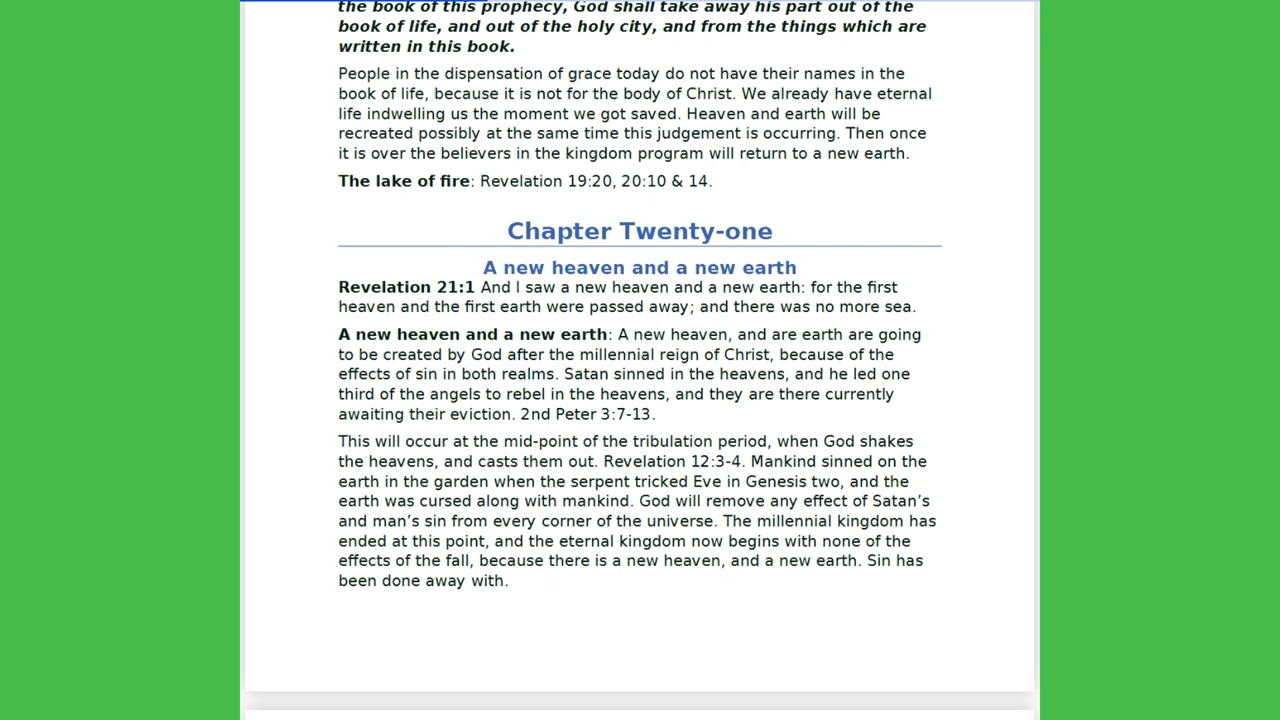 the book of this prophecy, God shall take away his part out of the
book of life, and out of the holy city, and from the things which are
written in this book.
People in the dispensation of grace today do not have their names in the
book of life, because it is not for the body of Christ. We already have eternal
life indwelling us the moment we got saved. Heaven and earth will be
recreated possibly at the same time this judgement is occurring. Then once
it is over the believers in the kingdom program will return to a new earth.
The lake of fire: Revelation 19:20, 20:10 & 14.
Chapter Twenty-one
A new heaven and a new earth
Revelation 21:1 And I saw a new heaven and a new earth: for the first
heaven and the first earth were passed away; and there was no more sea.
A new heaven and a new earth: A new heaven, and are earth are going
to be created by God after the millennial reign of Christ, because of the
effects of sin in both realms. Satan sinned in the heavens, and he led one
third of the angels to rebel in the heavens, and they are there currently
awaiting their eviction. 2nd Peter 3:7-13.
This will occur at the mid-point of the tribulation period, when God shakes
the heavens, and casts them out. Revelation 12:3-4. Mankind sinned on the
earth in the garden when the serpent tricked Eve in Genesis two, and the
earth was cursed along with mankind. God will remove any effect of Satan’s
and man’s sin from every corner of the universe. The millennial kingdom has
ended at this point, and the eternal kingdom now begins with none of the
effects of the fall, because there is a new heaven, and a new earth. Sin has
been done away with.